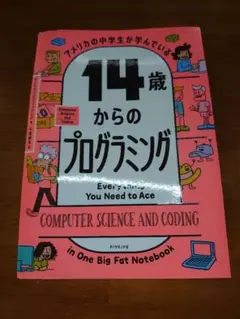 アメリカの中学生が学んでいる
14歳
からの
プログラミング
Everything
You Need to Ace
COMPUTER SCIENCE AND CODING
in One Big Fat Notebook